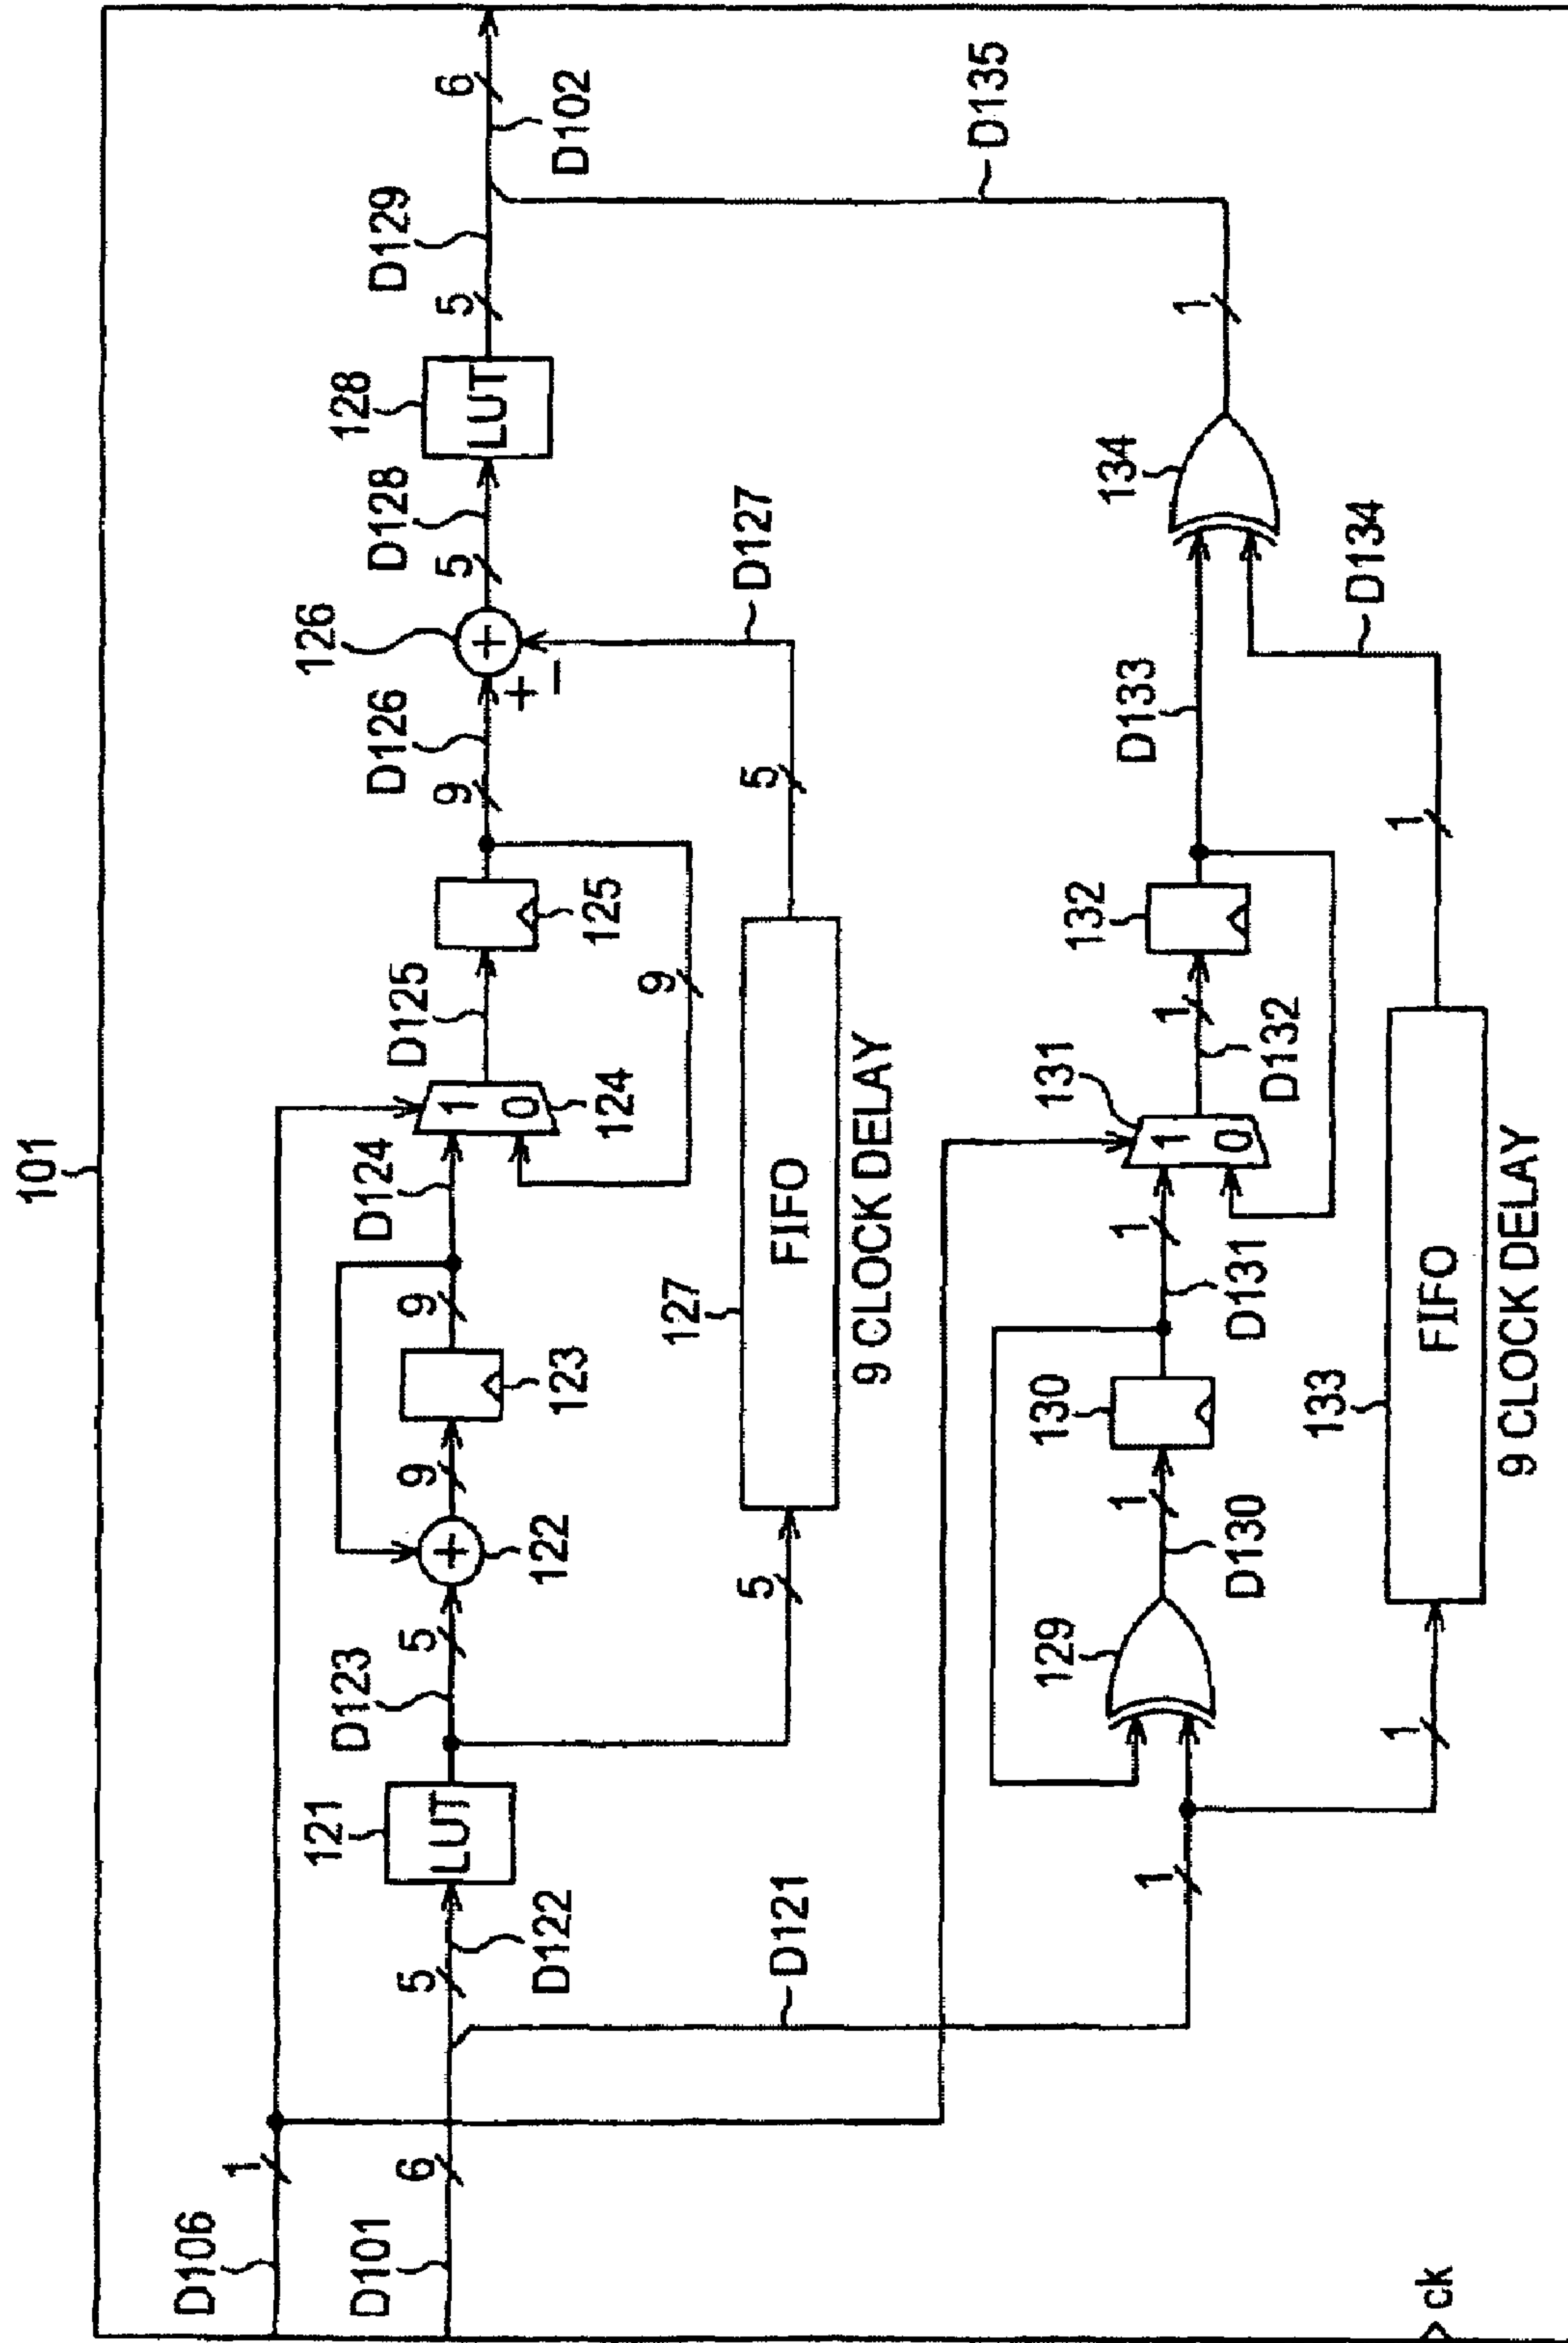 101
D106
1
D101
6
5
D122
D121
1
121
LUT
D123
5
5
122
9
123
9
D124
124
1
0
D125
125
9
9
D126
126
+
+
−
5
D128
128
LUT
5
D129
6
D102
127
FIFO
9 CLOCK DELAY
5
D127
129
D130
1
130
D131
1
131
1
0
D132
1
132
D133
134
1
D135
1
133
FIFO
9 CLOCK DELAY
1
D134
ck